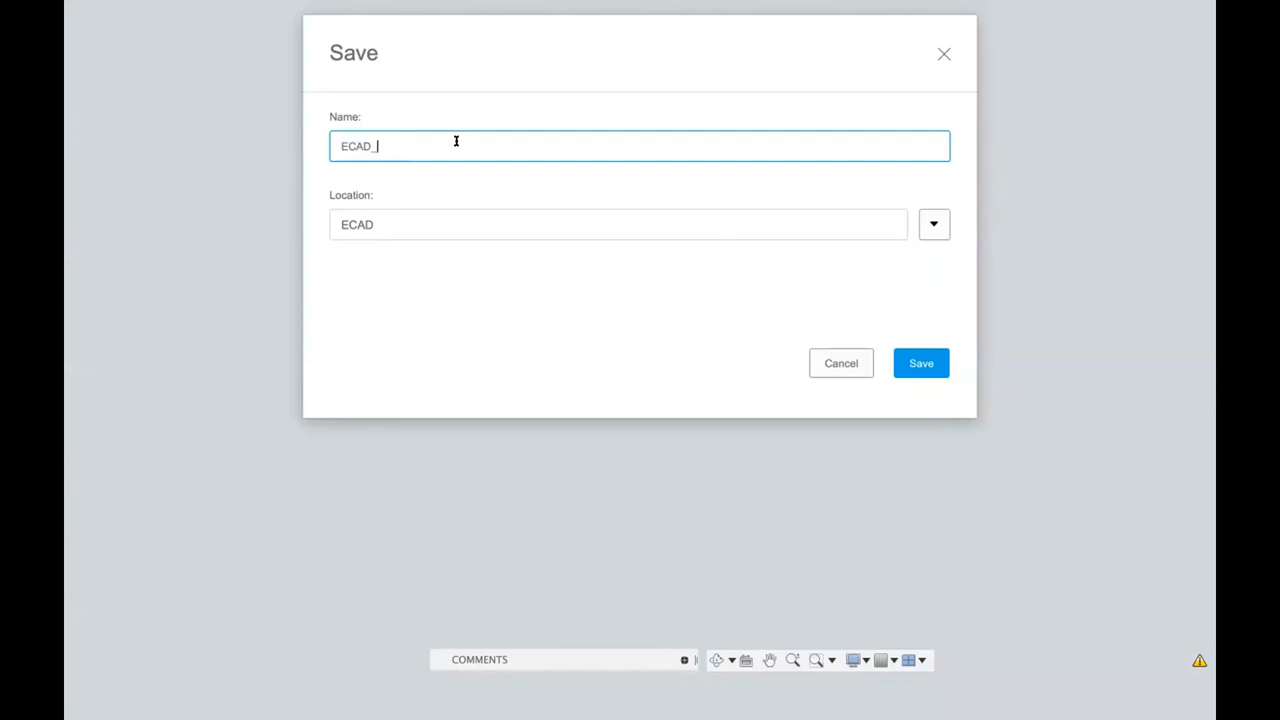 Save
Name:
ECAD_
Location:
ECAD
Cancel
Save
COMMENTS